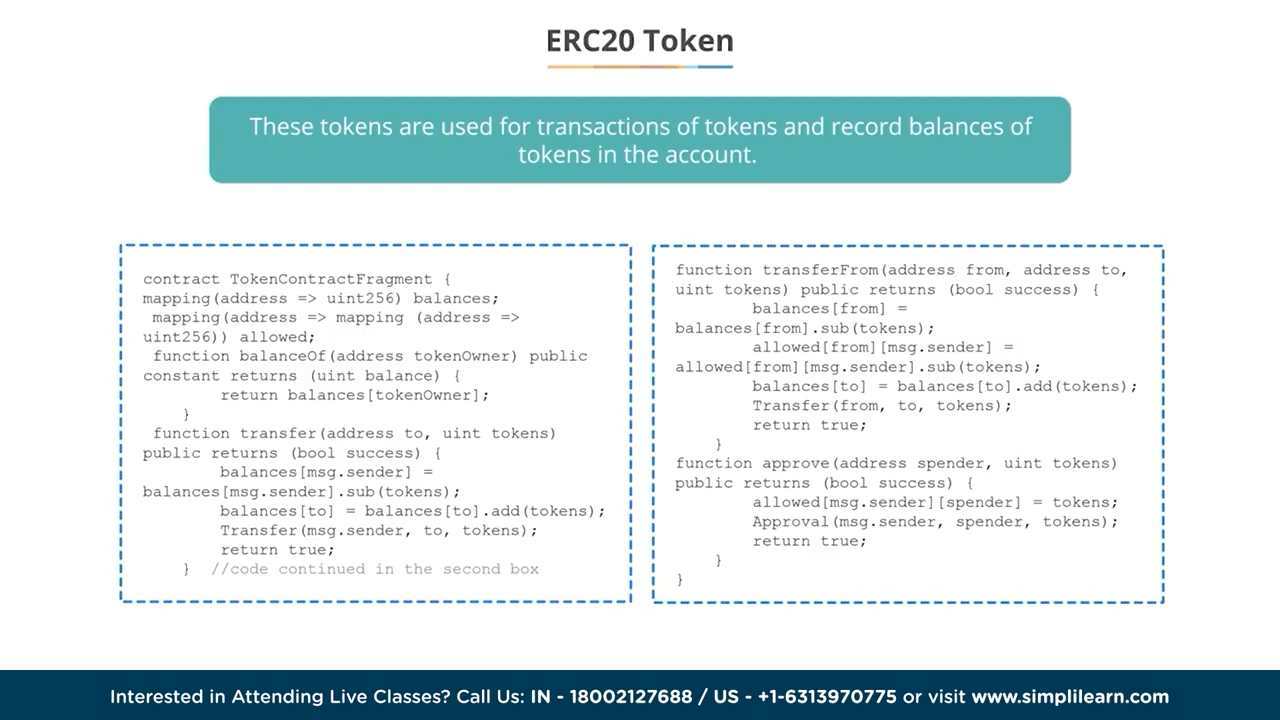 ERC20 Token
These tokens are used for transactions of tokens and record balances of
tokens in the account.
contract TokenContractFragment {
mapping(address => uint256) balances;
mapping(address => mapping (address =>
uint256)) allowed;
function balanceOf(address tokenOwner) public
constant returns (uint balance) {
return balances[tokenOwner];
}
function transfer(address to, uint tokens)
public returns (bool success) {
balances[msg.sender] =
balances[msg.sender].sub(tokens);
balances[to] = balances[to].add(tokens);
Transfer(msg.sender, to, tokens);
return true;
} //code continued in the second box
function transferFrom(address from, address to,
uint tokens) public returns (bool success) {
balances[from] =
balances[from].sub(tokens);
allowed[from][msg.sender] =
allowed[from][msg.sender].sub(tokens);
balances[to] = balances[to].add(tokens);
Transfer(from, to, tokens);
return true;
}
function approve(address spender, uint tokens)
public returns (bool success) {
allowed[msg.sender][spender] = tokens;
Approval(msg.sender, spender, tokens);
return true;
}
}
Interested in Attending Live Classes? Call Us: IN - 18002127688 / US - +1-6313970775 or visit www.simplilearn.com